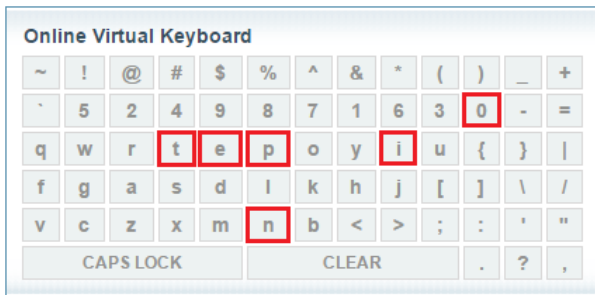 Online Virtual Keyboard
~ ! @ # $ % ^ & * ( ) _ +
` 5 2 4 9 8 7 1 6 3 0 - =
q w r t e p o y i u { } |
f g a s d l k h j [ ] \ /
v c z x m n b < > ; : ' "
CAPS LOCK CLEAR . ? ,